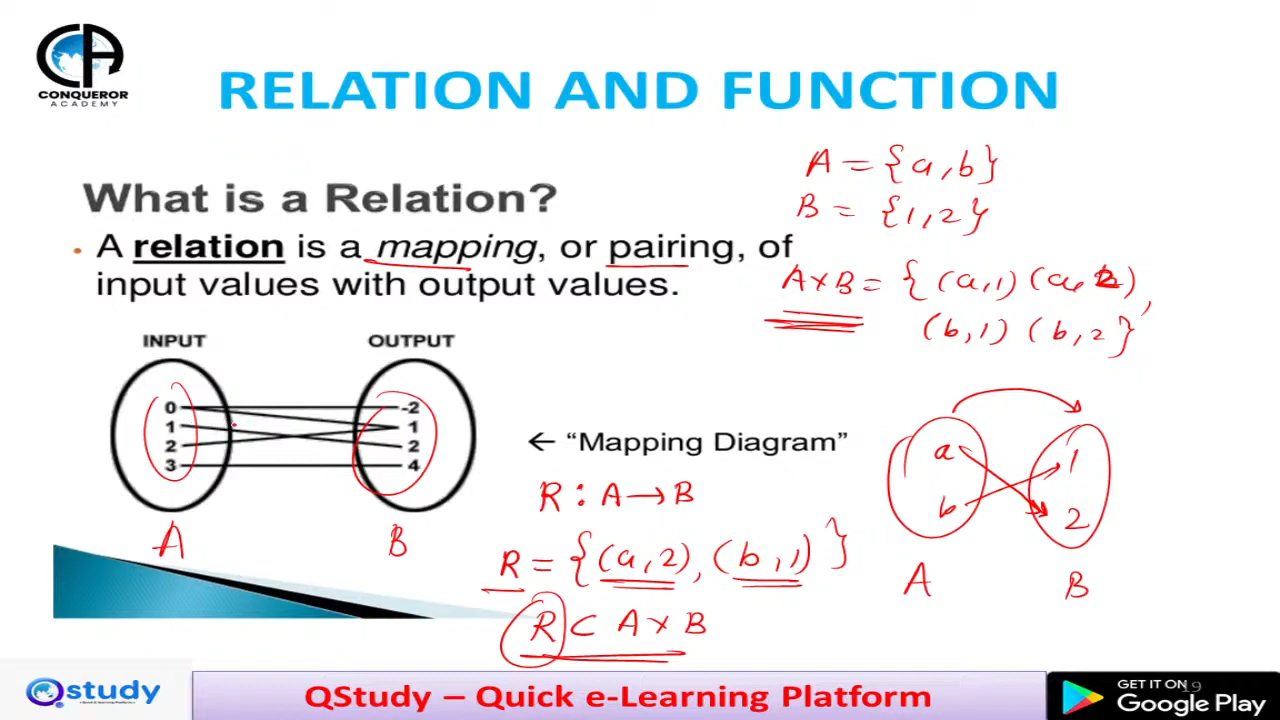 CONQUEROR
ACADEMY
RELATION AND FUNCTION
What is a Relation?
• A relation is a mapping, or pairing, of
input values with output values.
A = {a, b}
B = {1, 2}
A×B = {(a,1) (a, 2),
(b,1) (b, 2}
INPUT OUTPUT
0 -2
1 1
2 2
3 4
A B
← “Mapping Diagram”
R : A → B
R = {(a, 2), (b, 1)}
R ⊂ A × B
a 1
b 2
A B
Qstudy
QStudy – Quick e-Learning Platform
GET IT ON
Google Play
19